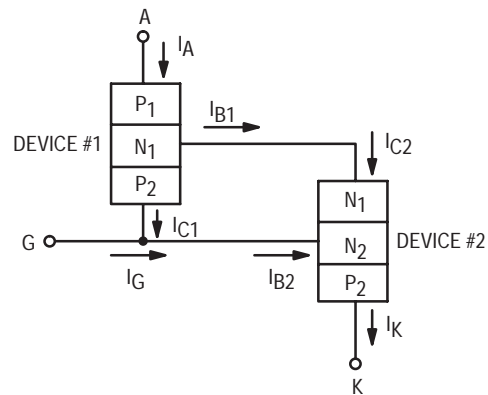 A
I_A
P_1
I_B1
DEVICE #1
N_1
I_C2
P_2
N_1
I_C1
G
N_2
DEVICE #2
I_G
I_B2
P_2
I_K
K